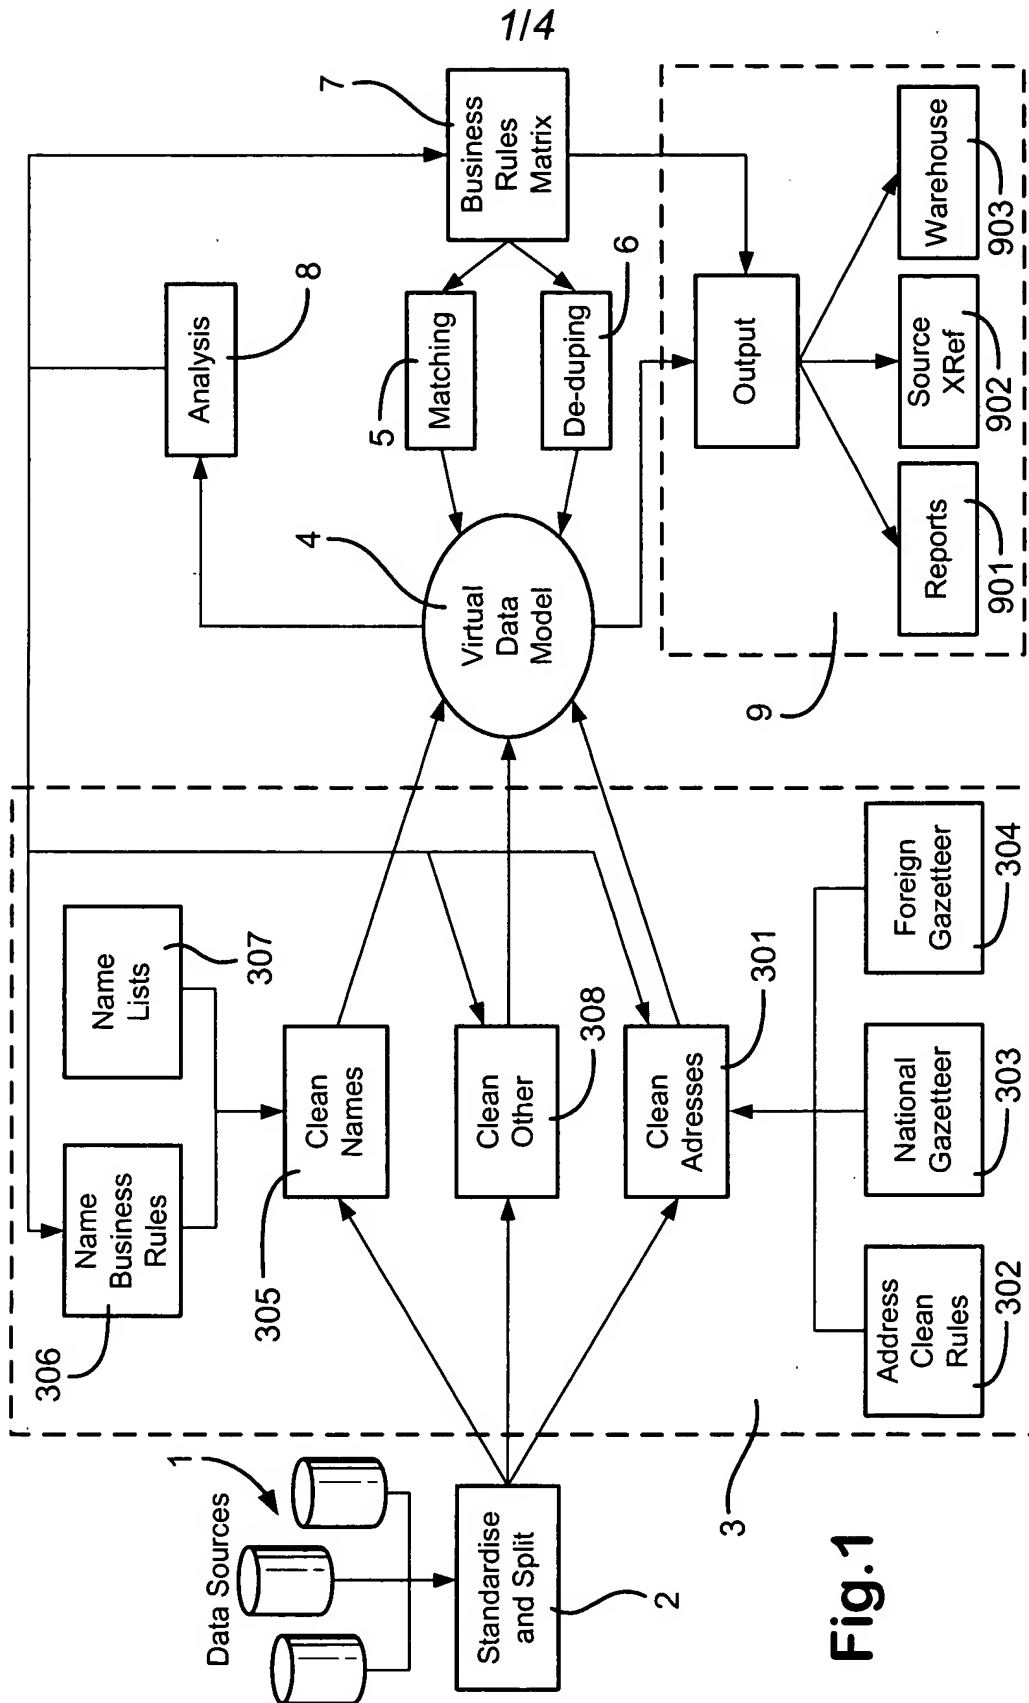 1/4
Data Sources
1
Standardise
and Split
2
306
Name
Business
Rules
Name
Lists
307
305
Clean
Names
Clean
Other
308
Clean
Adresses
301
Address
Clean
Rules
302
National
Gazetteer
303
Foreign
Gazetteer
304
3
4
Virtual
Data
Model
Analysis
8
5
Matching
De-duping
6
7
Business
Rules
Matrix
9
Output
Reports
901
Source
XRef
902
Warehouse
903
Fig.1